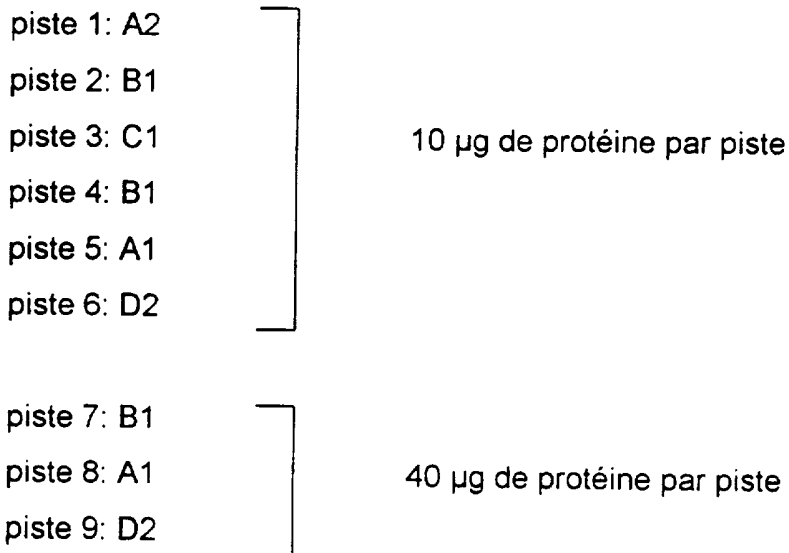 piste 1: A2
piste 2: B1
piste 3: C1
10 µg de protéine par piste
piste 4: B1
piste 5: A1
piste 6: D2
piste 7: B1
piste 8: A1
40 µg de protéine par piste
piste 9: D2